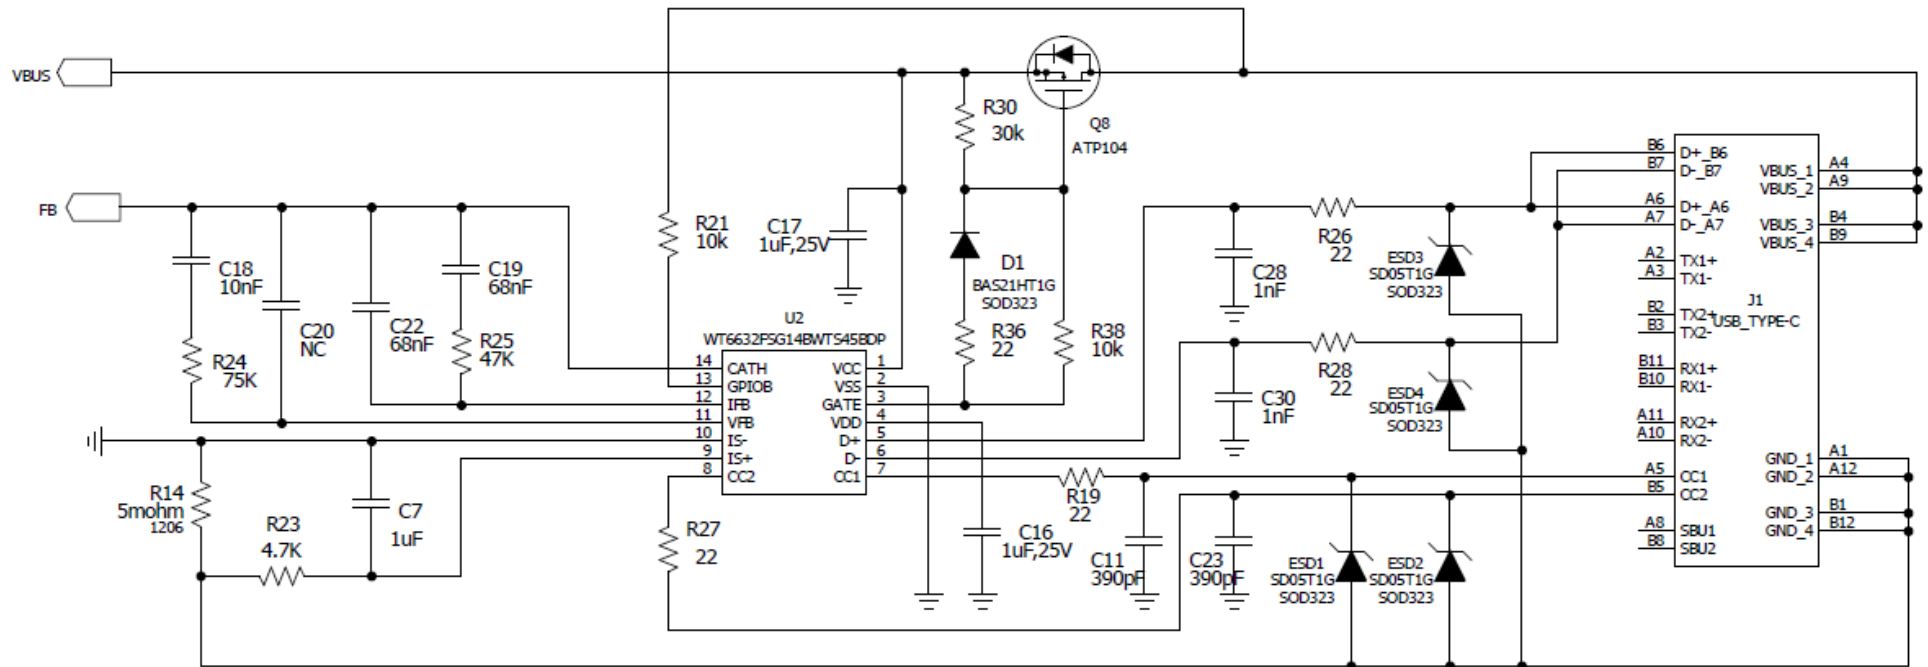 VBUS
FB
C18
10nF
R24
75K
C20
NC
C22
68nF
C19
68nF
R25
47K
R14
5mohm
1206
R23
4.7K
C7
1uF
R21
10k
R27
22
C17
1uF,25V
R30
30k
Q8
ATP104
D1
BAS21HT1G
SOD323
R36
22
R38
10k
U2
WT6632FSG14BWTS45BDP
14 CATH VCC 1
13 GPIOB VSS 2
12 IFB GATE 3
11 VFB VDD 4
10 IS- D+ 5
9 IS+ D- 6
8 CC2 CC1 7
C16
1uF,25V
R19
22
C11
390pF
C23
390pF
C28
1nF
R26
22
C30
1nF
R28
22
ESD3
SD05T1G
SOD323
ESD4
SD05T1G
SOD323
ESD1
SD05T1G
SOD323
ESD2
SD05T1G
SOD323
J1
USB_TYPE-C
B6 D+_B6
B7 D-_B7
A6 D+_A6
A7 D-_A7
A2 TX1+
A3 TX1-
B2 TX2+
B3 TX2-
B11 RX1+
B10 RX1-
A11 RX2+
A10 RX2-
A5 CC1
B5 CC2
A8 SBU1
B8 SBU2
VBUS_1 A4
VBUS_2 A9
VBUS_3 B4
VBUS_4 B9
GND_1 A1
GND_2 A12
GND_3 B1
GND_4 B12